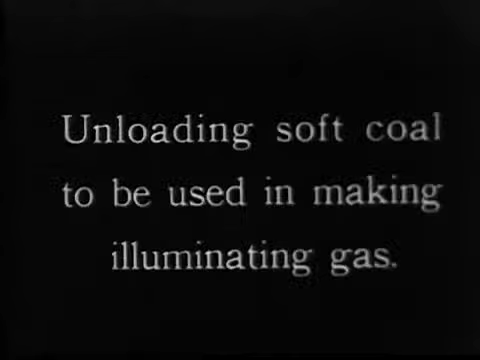 Unloading soft coal
to be used in making
illuminating gas.